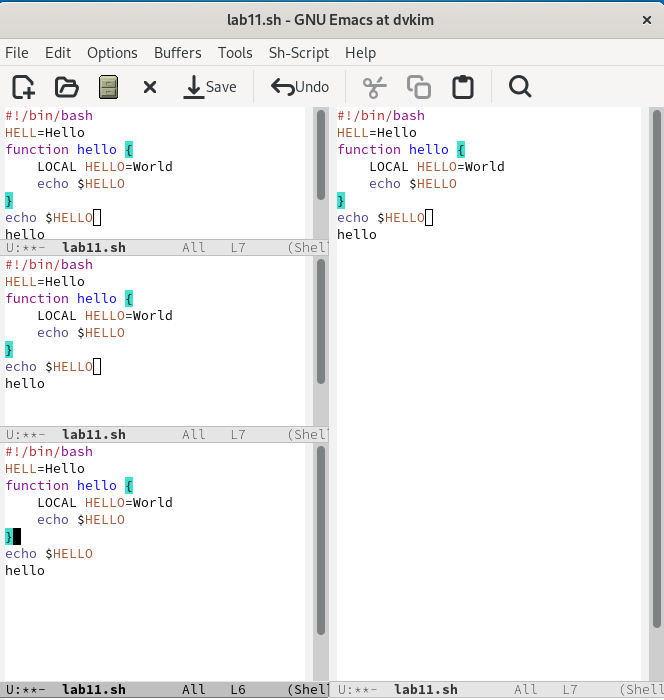 lab11.sh - GNU Emacs at dvkim
File Edit Options Buffers Tools Sh-Script Help
Save Undo
#!/bin/bash
HELL=Hello
function hello {
    LOCAL HELLO=World
    echo $HELLO
}
echo $HELLO
hello
U:**-  lab11.sh       All   L7     (Shell
#!/bin/bash
HELL=Hello
function hello {
    LOCAL HELLO=World
    echo $HELLO
}
echo $HELLO
hello
U:**-  lab11.sh       All   L7     (Shell
#!/bin/bash
HELL=Hello
function hello {
    LOCAL HELLO=World
    echo $HELLO
}
echo $HELLO
hello
U:**-  lab11.sh       All   L6     (Shell
#!/bin/bash
HELL=Hello
function hello {
    LOCAL HELLO=World
    echo $HELLO
}
echo $HELLO
hello
U:**-  lab11.sh       All   L7     (Shell